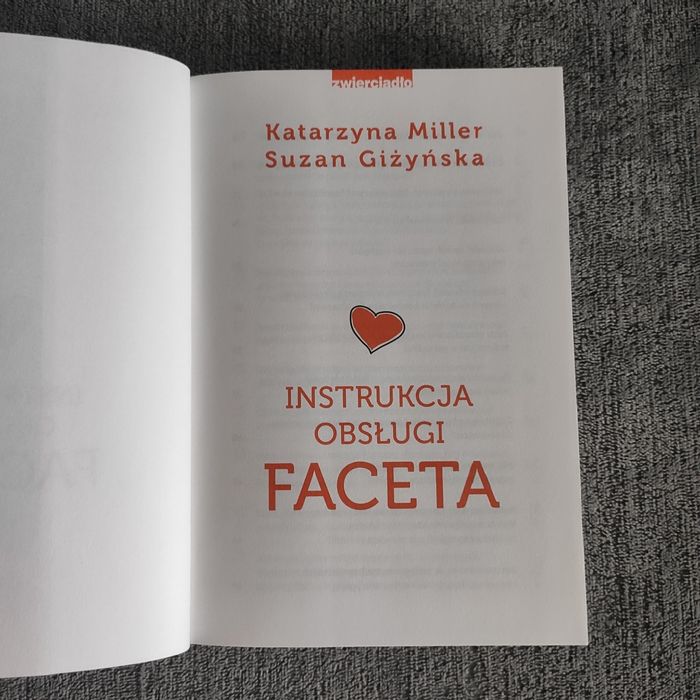 zwierciadło
Katarzyna Miller
Suzan Giżyńska
INSTRUKCJA
OBSŁUGI
FACETA